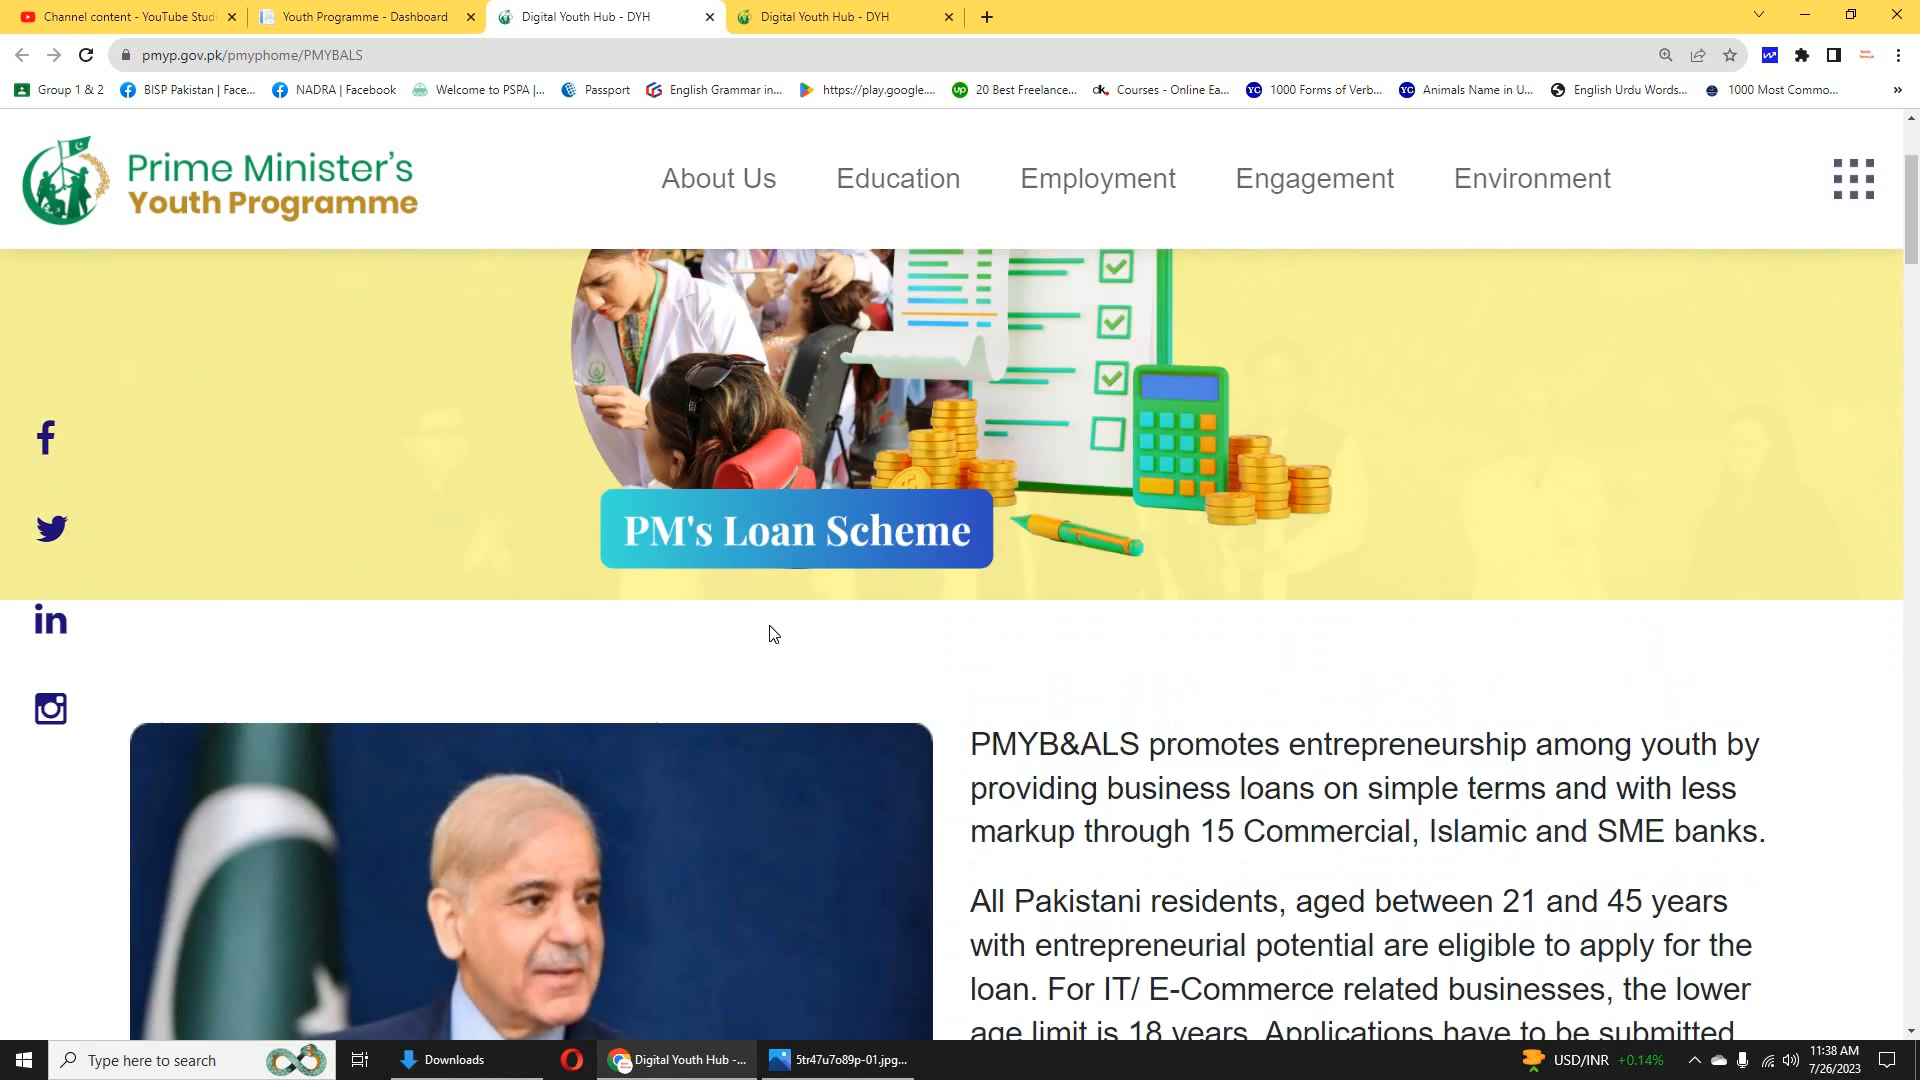 Channel content - YouTube Stud
Youth Programme - Dashboard
Digital Youth Hub - DYH
Digital Youth Hub - DYH
pmyp.gov.pk/pmyphome/PMYBALS
Group 1 & 2
BISP Pakistan | Face...
NADRA | Facebook
Welcome to PSPA |...
Passport
English Grammar in...
https://play.google....
20 Best Freelance...
Courses - Online Ea...
1000 Forms of Verb...
Animals Name in U...
English Urdu Words...
1000 Most Commo...
Prime Minister's
Youth Programme
About Us
Education
Employment
Engagement
Environment
PM's Loan Scheme
PMYB&ALS promotes entrepreneurship among youth by
providing business loans on simple terms and with less
markup through 15 Commercial, Islamic and SME banks.
All Pakistani residents, aged between 21 and 45 years
with entrepreneurial potential are eligible to apply for the
loan. For IT/ E-Commerce related businesses, the lower
age limit is 18 years. Applications have to be submitted
Type here to search
Downloads
Digital Youth Hub -...
5tr47u7o89p-01.jpg...
USD/INR +0.14%
11:38 AM
7/26/2023